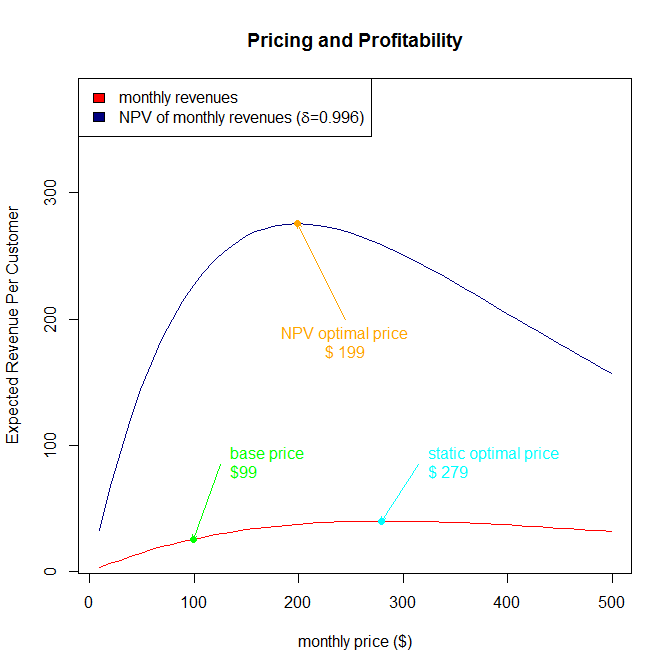 Pricing and Profitability
monthly revenues
NPV of monthly revenues (δ=0.996)
Expected Revenue Per Customer
300
200
100
0
NPV optimal price
$ 199
base price
$99
static optimal price
$ 279
0 100 200 300 400 500
monthly price ($)